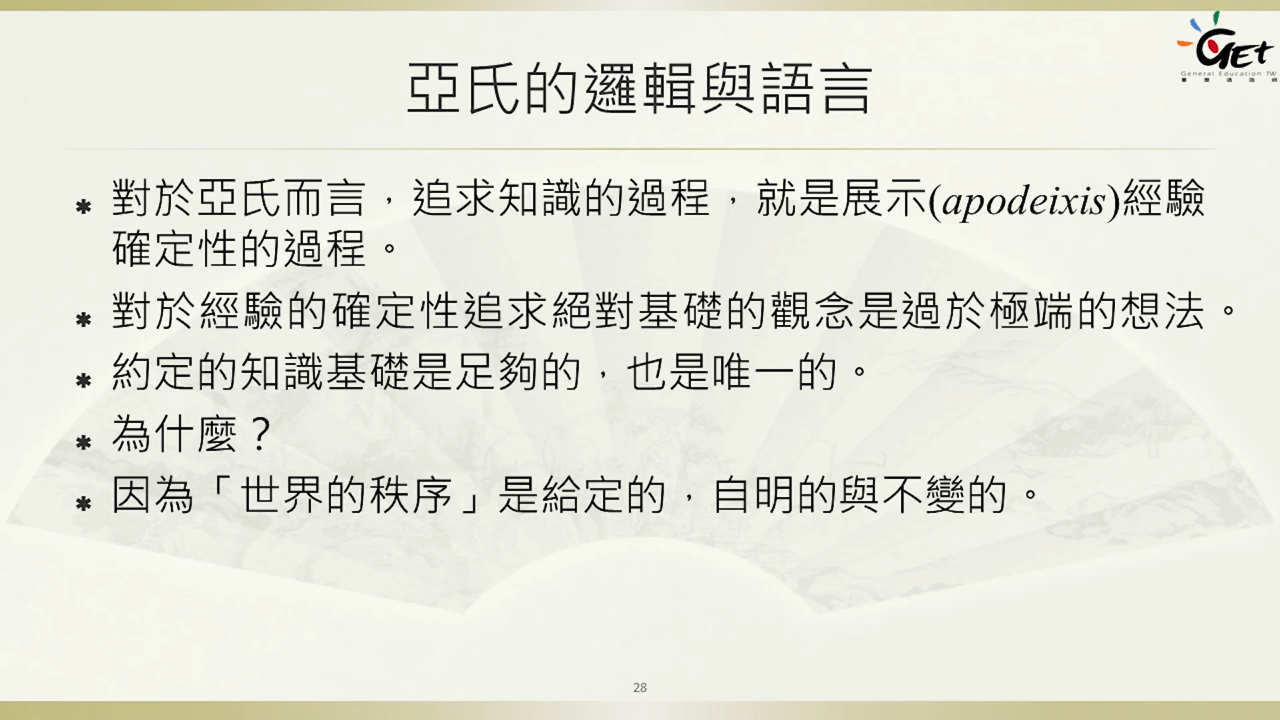 GEt
General Education TW
亞氏的邏輯與語言
對於亞氏而言，追求知識的過程，就是展示(apodeixis)經驗
確定性的過程。
對於經驗的確定性追求絕對基礎的觀念是過於極端的想法。
約定的知識基礎是足夠的，也是唯一的。
為什麼？
因為「世界的秩序」是給定的，自明的與不變的。
28